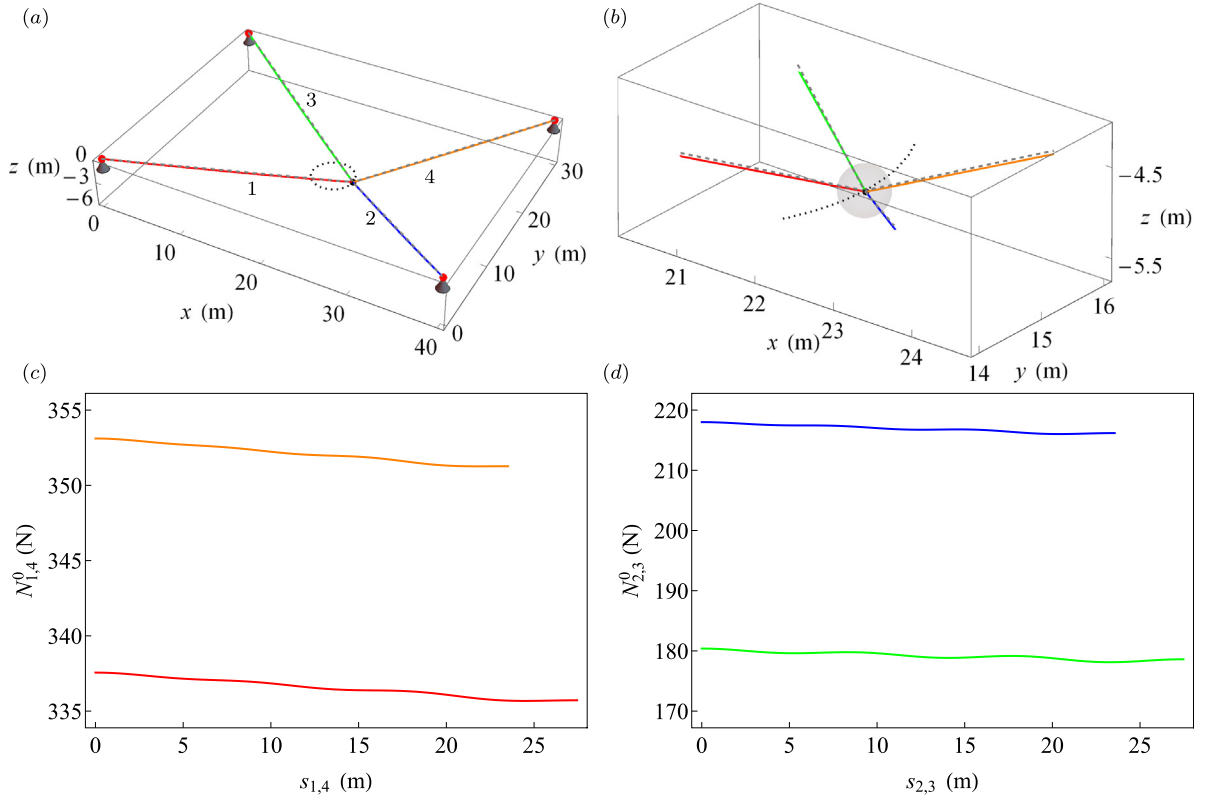 (a)
3
0
z (m)
−3
−6
0
1
4
2
10
20
30
40
x (m)
0
10
20
30
y (m)
(b)
−4.5
z (m)
−5.5
21
22
23
24
x (m)
14
15
16
y (m)
(c)
355
350
345
340
335
N⁰₁,₄ (N)
0 5 10 15 20 25
s₁,₄ (m)
(d)
220
210
200
190
180
170
N⁰₂,₃ (N)
0 5 10 15 20 25
s₂,₃ (m)